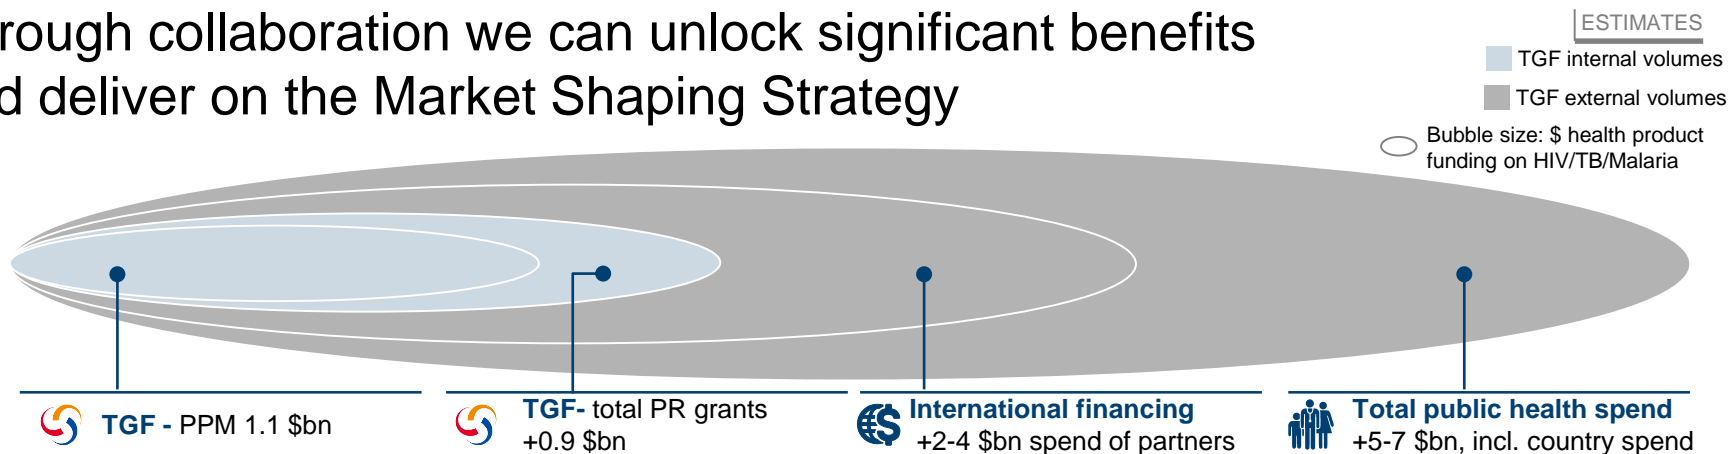 rough collaboration we can unlock significant benefits
d deliver on the Market Shaping Strategy
ESTIMATES
TGF internal volumes
TGF external volumes
Bubble size: $ health product
funding on HIV/TB/Malaria
TGF - PPM 1.1 $bn
TGF- total PR grants
+0.9 $bn
International financing
+2-4 $bn spend of partners
Total public health spend
+5-7 $bn, incl. country spend